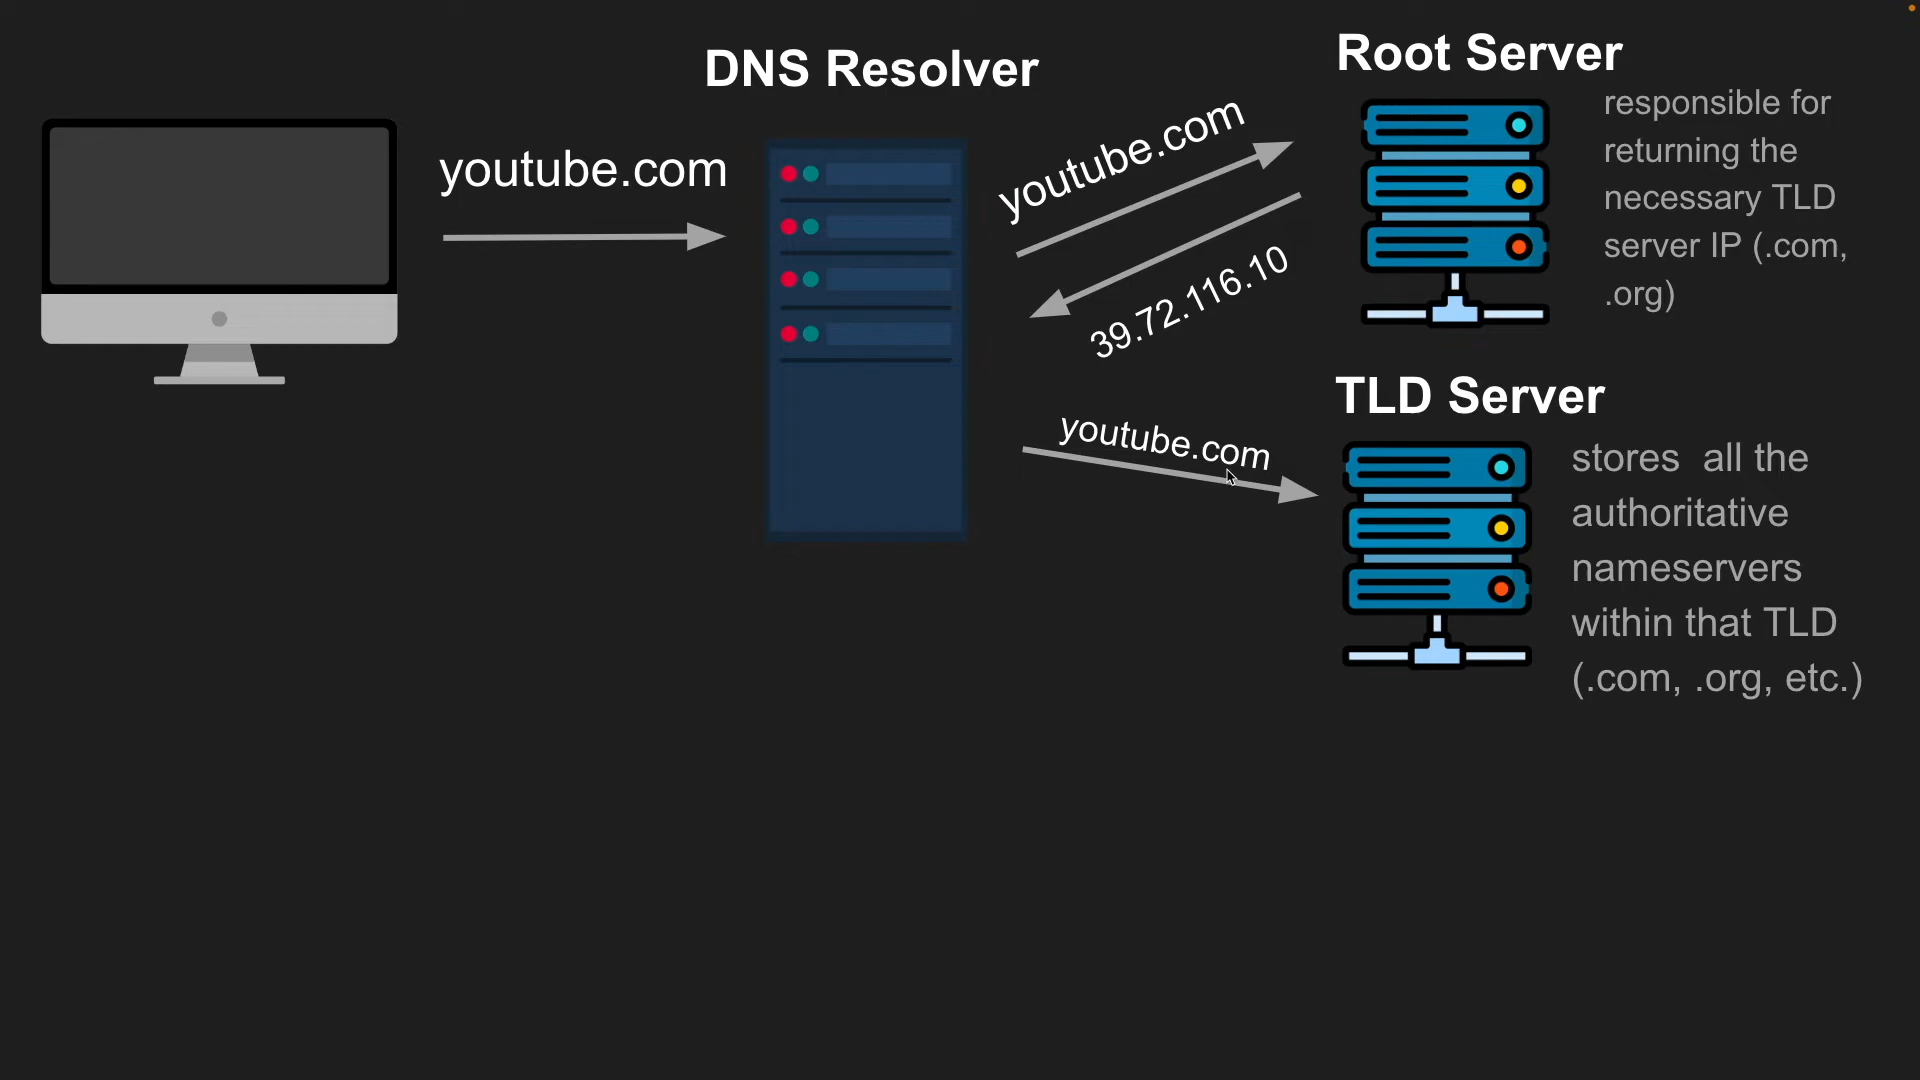 DNS Resolver
Root Server
youtube.com
youtube.com
39.72.116.10
responsible for
returning the
necessary TLD
server IP (.com,
.org)
TLD Server
youtube.com
stores  all the
authoritative
nameservers
within that TLD
(.com, .org, etc.)